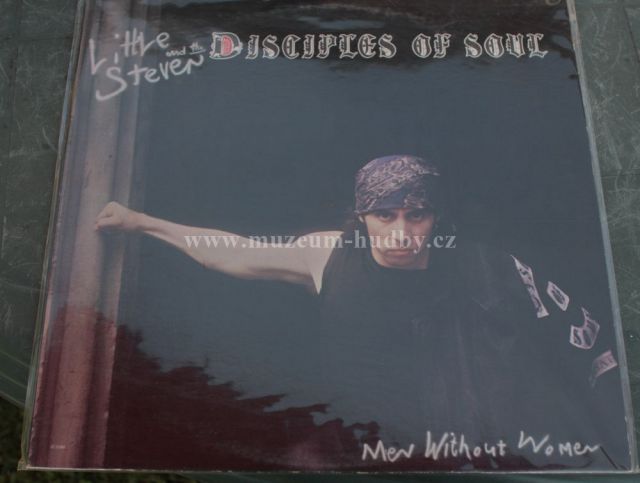 Little and the
Steven DISCIPLES OF SOUL
www.muzeum-hudby.cz
Men Without Women